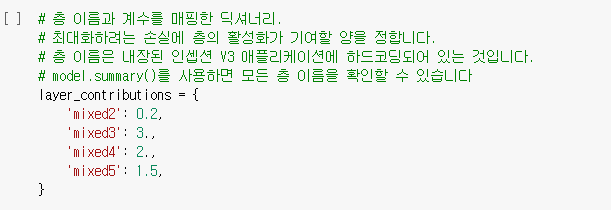 [ ] # 층 이름과 계수를 매핑한 딕셔너리.
# 최대화하려는 손실에 층의 활성화가 기여할 양을 정합니다.
# 층 이름은 내장된 인셉션 V3 애플리케이션에 하드코딩되어 있는 것입니다.
# model.summary()를 사용하면 모든 층 이름을 확인할 수 있습니다
layer_contributions = {
'mixed2': 0.2,
'mixed3': 3.,
'mixed4': 2.,
'mixed5': 1.5,
}